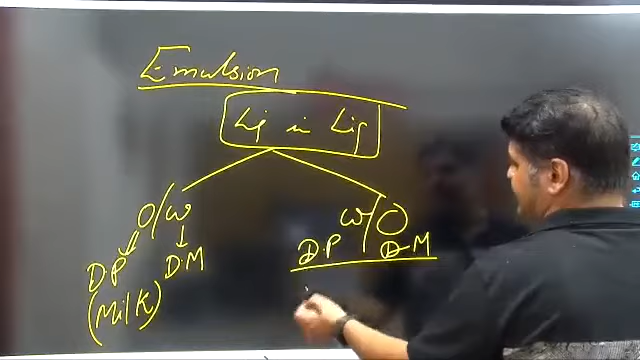 Emulsion
Liq in Liq
O/W W/O
DP DM DP DM
(Milk)